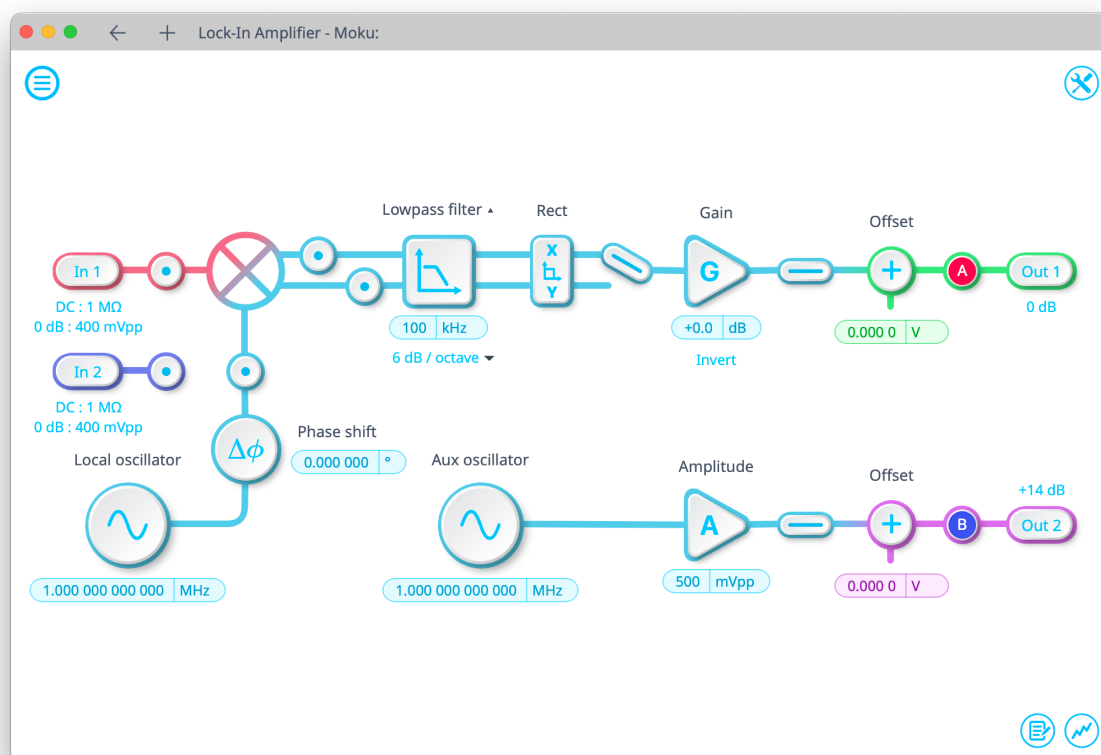 Lock-In Amplifier - Moku:
Lowpass filter
Rect
Gain
Offset
In 1
X
Y
G
+
A
Out 1
DC : 1 MΩ
0 dB : 400 mVpp
100 kHz
+0.0 dB
0.000 0 V
0 dB
6 dB / octave
Invert
In 2
DC : 1 MΩ
0 dB : 400 mVpp
Δϕ
Phase shift
0.000 000 °
Local oscillator
Aux oscillator
Amplitude
Offset
+14 dB
A
+
B
Out 2
1.000 000 000 000 MHz
1.000 000 000 000 MHz
500 mVpp
0.000 0 V